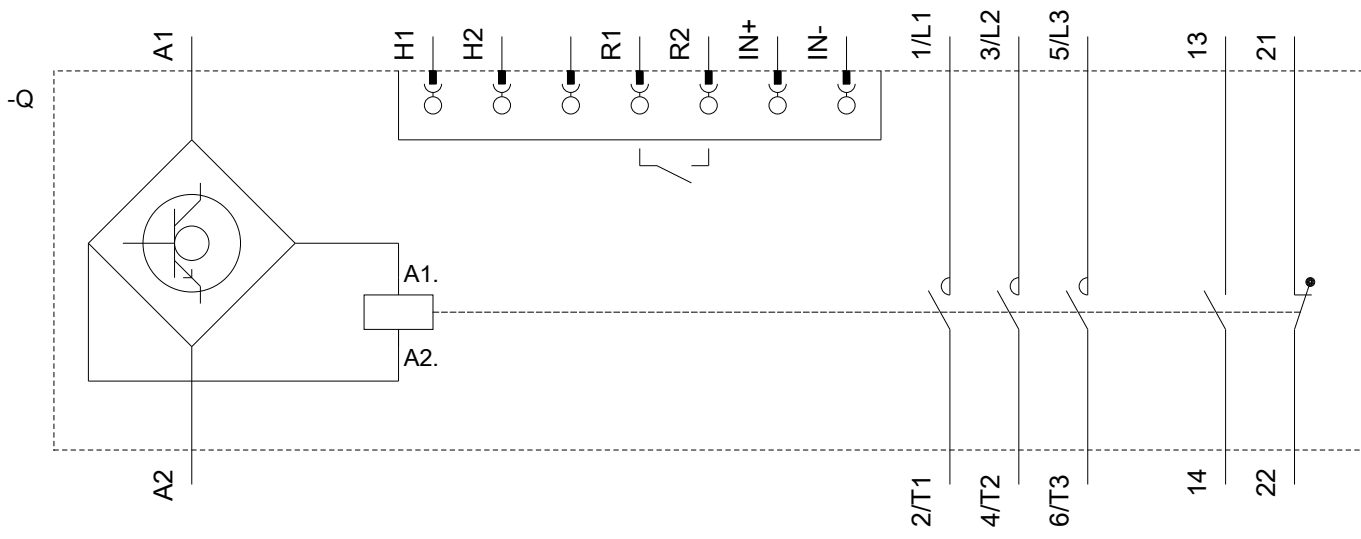 -Q
A1
H1
H2
R1
R2
IN+
IN-
1/L1
3/L2
5/L3
13
21
A1.
A2.
A2
2/T1
4/T2
6/T3
14
22